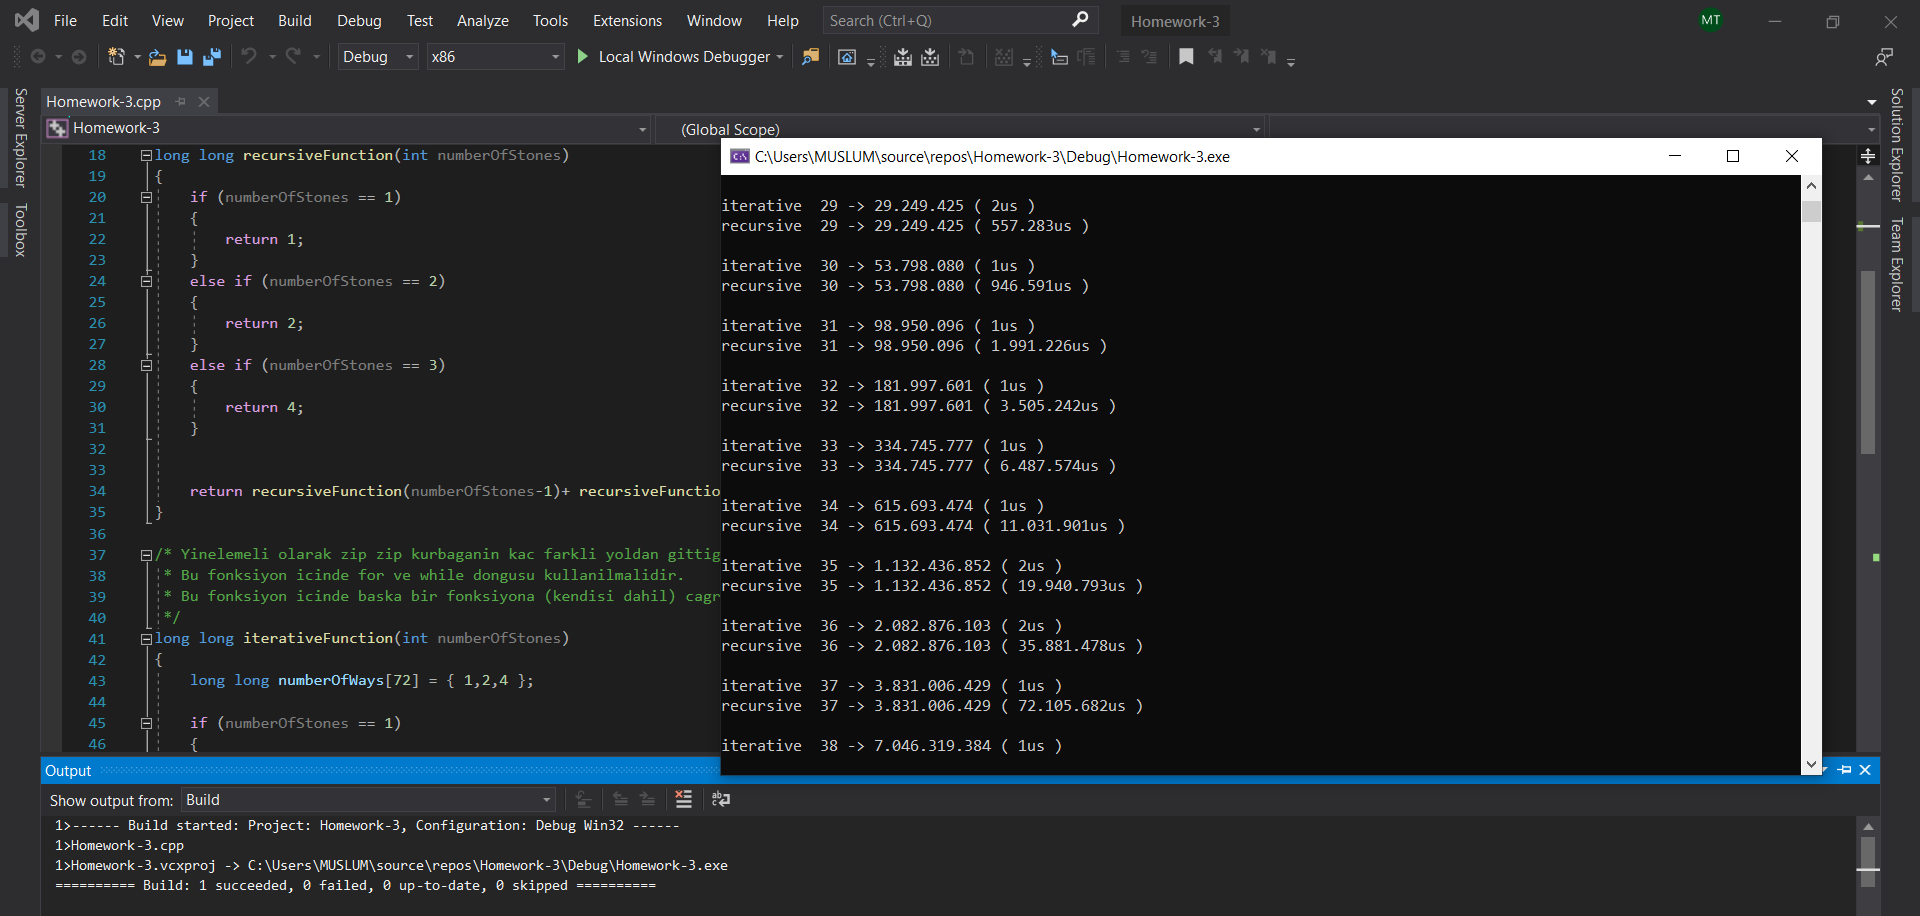 File Edit View Project Build Debug Test Analyze Tools Extensions Window Help Search (Ctrl+Q) Homework-3 MT
Debug x86 Local Windows Debugger
Server Explorer
Toolbox
Homework-3.cpp
Homework-3 (Global Scope)
18 long long recursiveFunction(int numberOfStones)
19 {
20 if (numberOfStones == 1)
21 {
22 return 1;
23 }
24 else if (numberOfStones == 2)
25 {
26 return 2;
27 }
28 else if (numberOfStones == 3)
29 {
30 return 4;
31 }
32
33
34 return recursiveFunction(numberOfStones-1)+ recursiveFunctio
35 }
36
37 /* Yinelemeli olarak zip zip kurbaganin kac farkli yoldan gittig
38 * Bu fonksiyon icinde for ve while dongusu kullanilmalidir.
39 * Bu fonksiyon icinde baska bir fonksiyona (kendisi dahil) cagr
40 */
41 long long iterativeFunction(int numberOfStones)
42 {
43 long long numberOfWays[72] = { 1,2,4 };
44
45 if (numberOfStones == 1)
46 {
C:\Users\MUSLUM\source\repos\Homework-3\Debug\Homework-3.exe
iterative 29 -> 29.249.425 ( 2us )
recursive 29 -> 29.249.425 ( 557.283us )
iterative 30 -> 53.798.080 ( 1us )
recursive 30 -> 53.798.080 ( 946.591us )
iterative 31 -> 98.950.096 ( 1us )
recursive 31 -> 98.950.096 ( 1.991.226us )
iterative 32 -> 181.997.601 ( 1us )
recursive 32 -> 181.997.601 ( 3.505.242us )
iterative 33 -> 334.745.777 ( 1us )
recursive 33 -> 334.745.777 ( 6.487.574us )
iterative 34 -> 615.693.474 ( 1us )
recursive 34 -> 615.693.474 ( 11.031.901us )
iterative 35 -> 1.132.436.852 ( 2us )
recursive 35 -> 1.132.436.852 ( 19.940.793us )
iterative 36 -> 2.082.876.103 ( 2us )
recursive 36 -> 2.082.876.103 ( 35.881.478us )
iterative 37 -> 3.831.006.429 ( 1us )
recursive 37 -> 3.831.006.429 ( 72.105.682us )
iterative 38 -> 7.046.319.384 ( 1us )
Solution Explorer
Team Explorer
Output
Show output from: Build
1>------ Build started: Project: Homework-3, Configuration: Debug Win32 ------
1>Homework-3.cpp
1>Homework-3.vcxproj -> C:\Users\MUSLUM\source\repos\Homework-3\Debug\Homework-3.exe
========== Build: 1 succeeded, 0 failed, 0 up-to-date, 0 skipped ==========